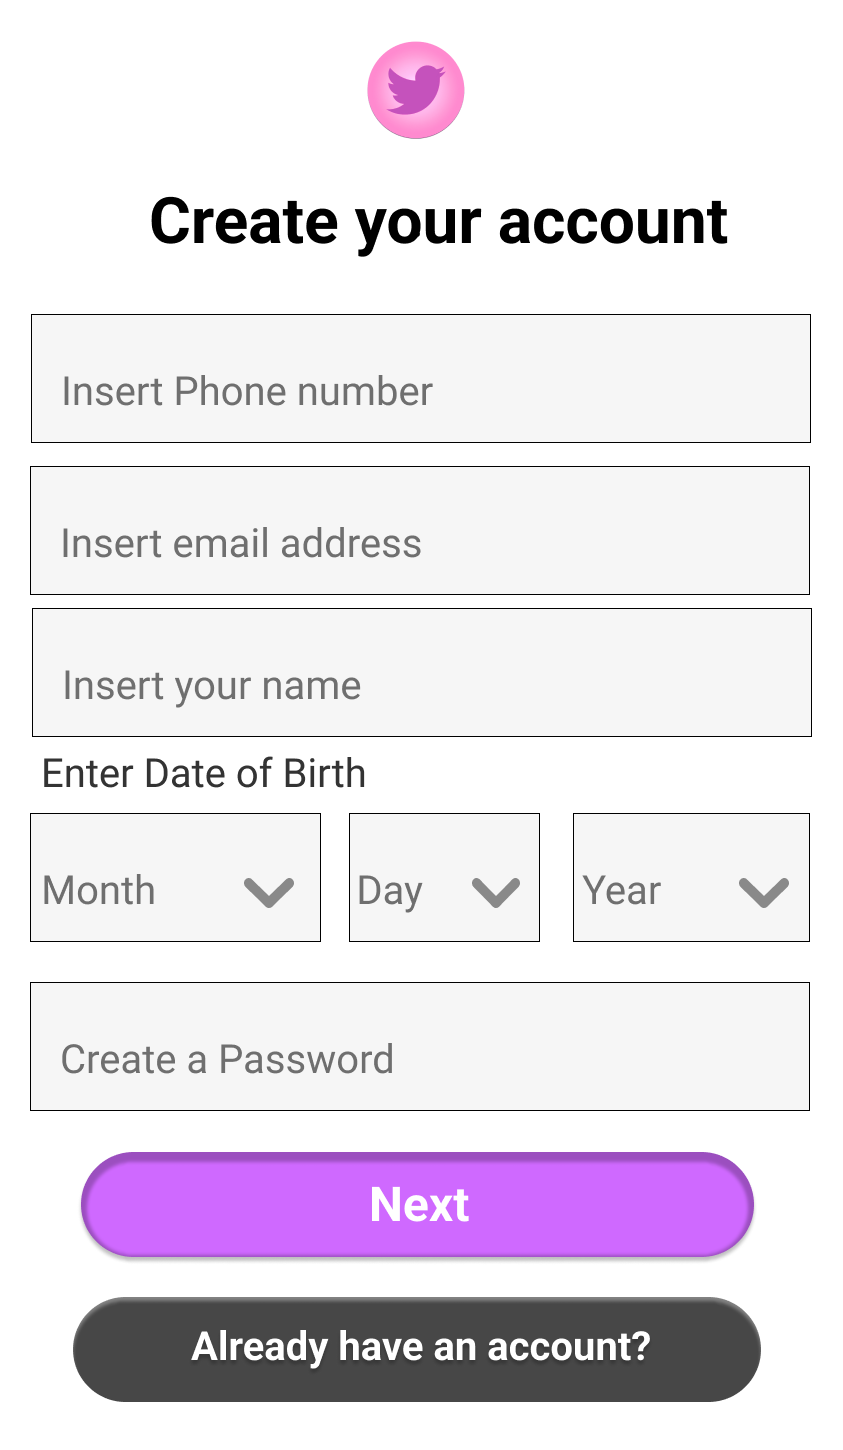 Create your account
Insert Phone number
Insert email address
Insert your name
Enter Date of Birth
Month Day Year
Create a Password
Next
Already have an account?